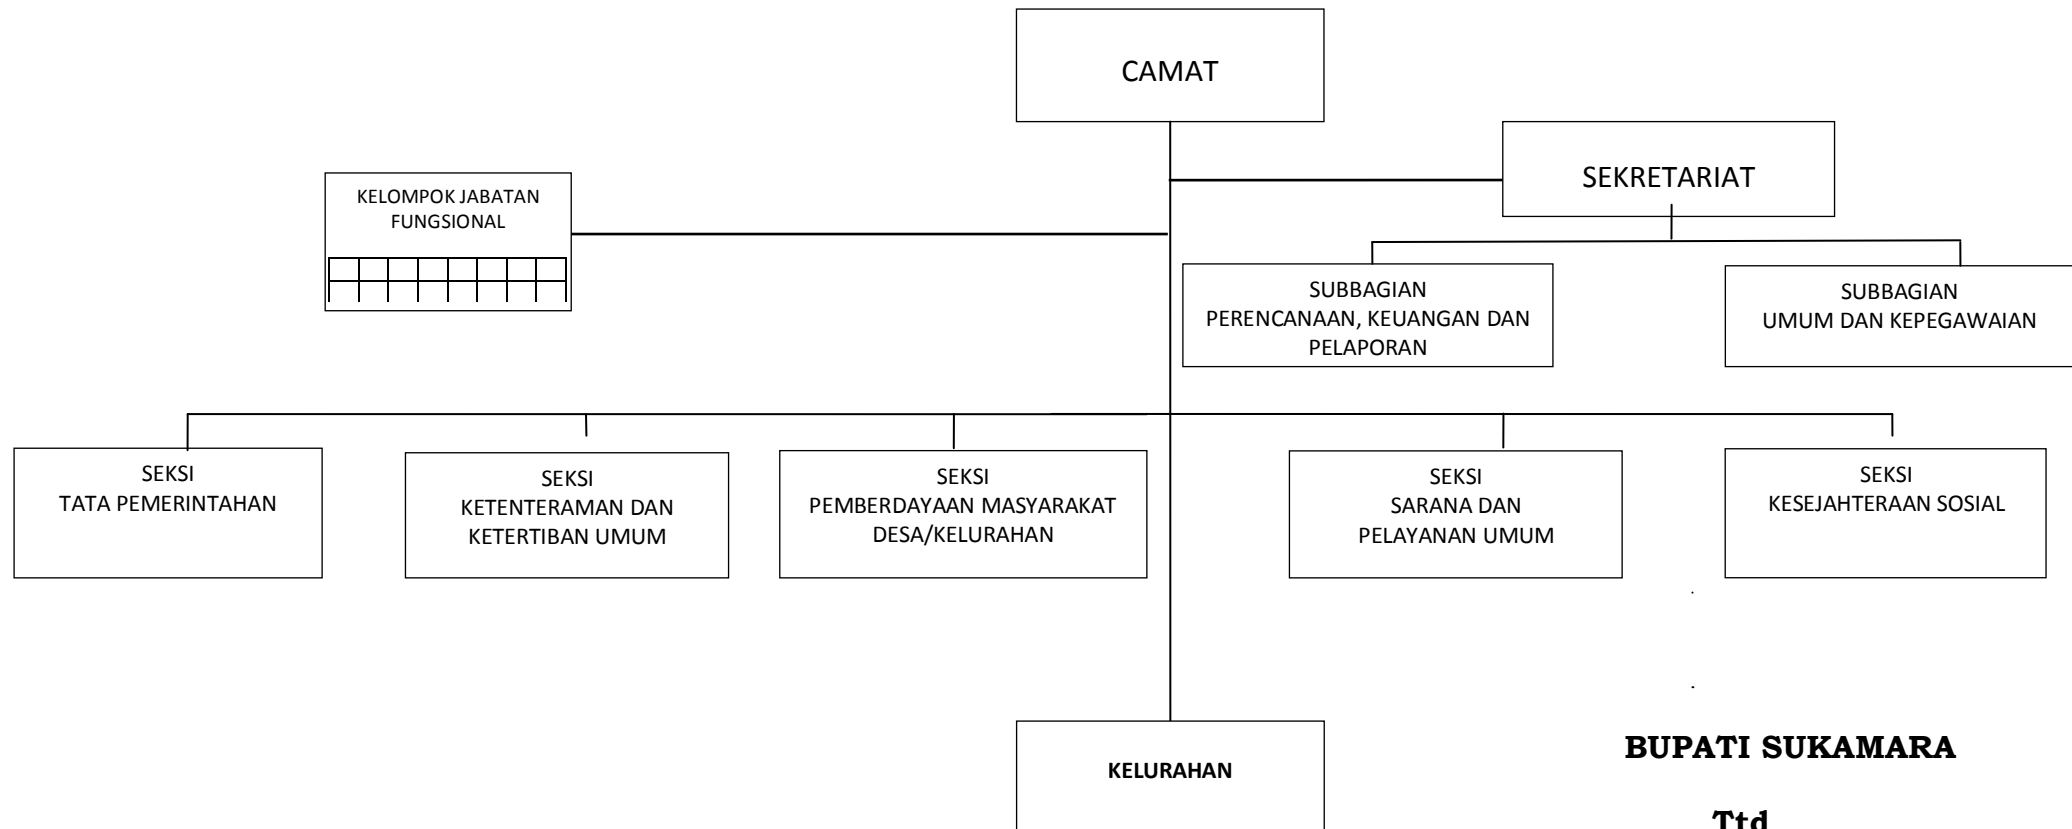 CAMAT
SEKRETARIAT
KELOMPOK JABATAN
FUNGSIONAL
SUBBAGIAN
PERENCANAAN, KEUANGAN DAN
PELAPORAN
SUBBAGIAN
UMUM DAN KEPEGAWAIAN
SEKSI
TATA PEMERINTAHAN
SEKSI
KETENTERAMAN DAN
KETERTIBAN UMUM
SEKSI
PEMBERDAYAAN MASYARAKAT
DESA/KELURAHAN
SEKSI
SARANA DAN
PELAYANAN UMUM
SEKSI
KESEJAHTERAAN SOSIAL
KELURAHAN
BUPATI SUKAMARA
Ttd